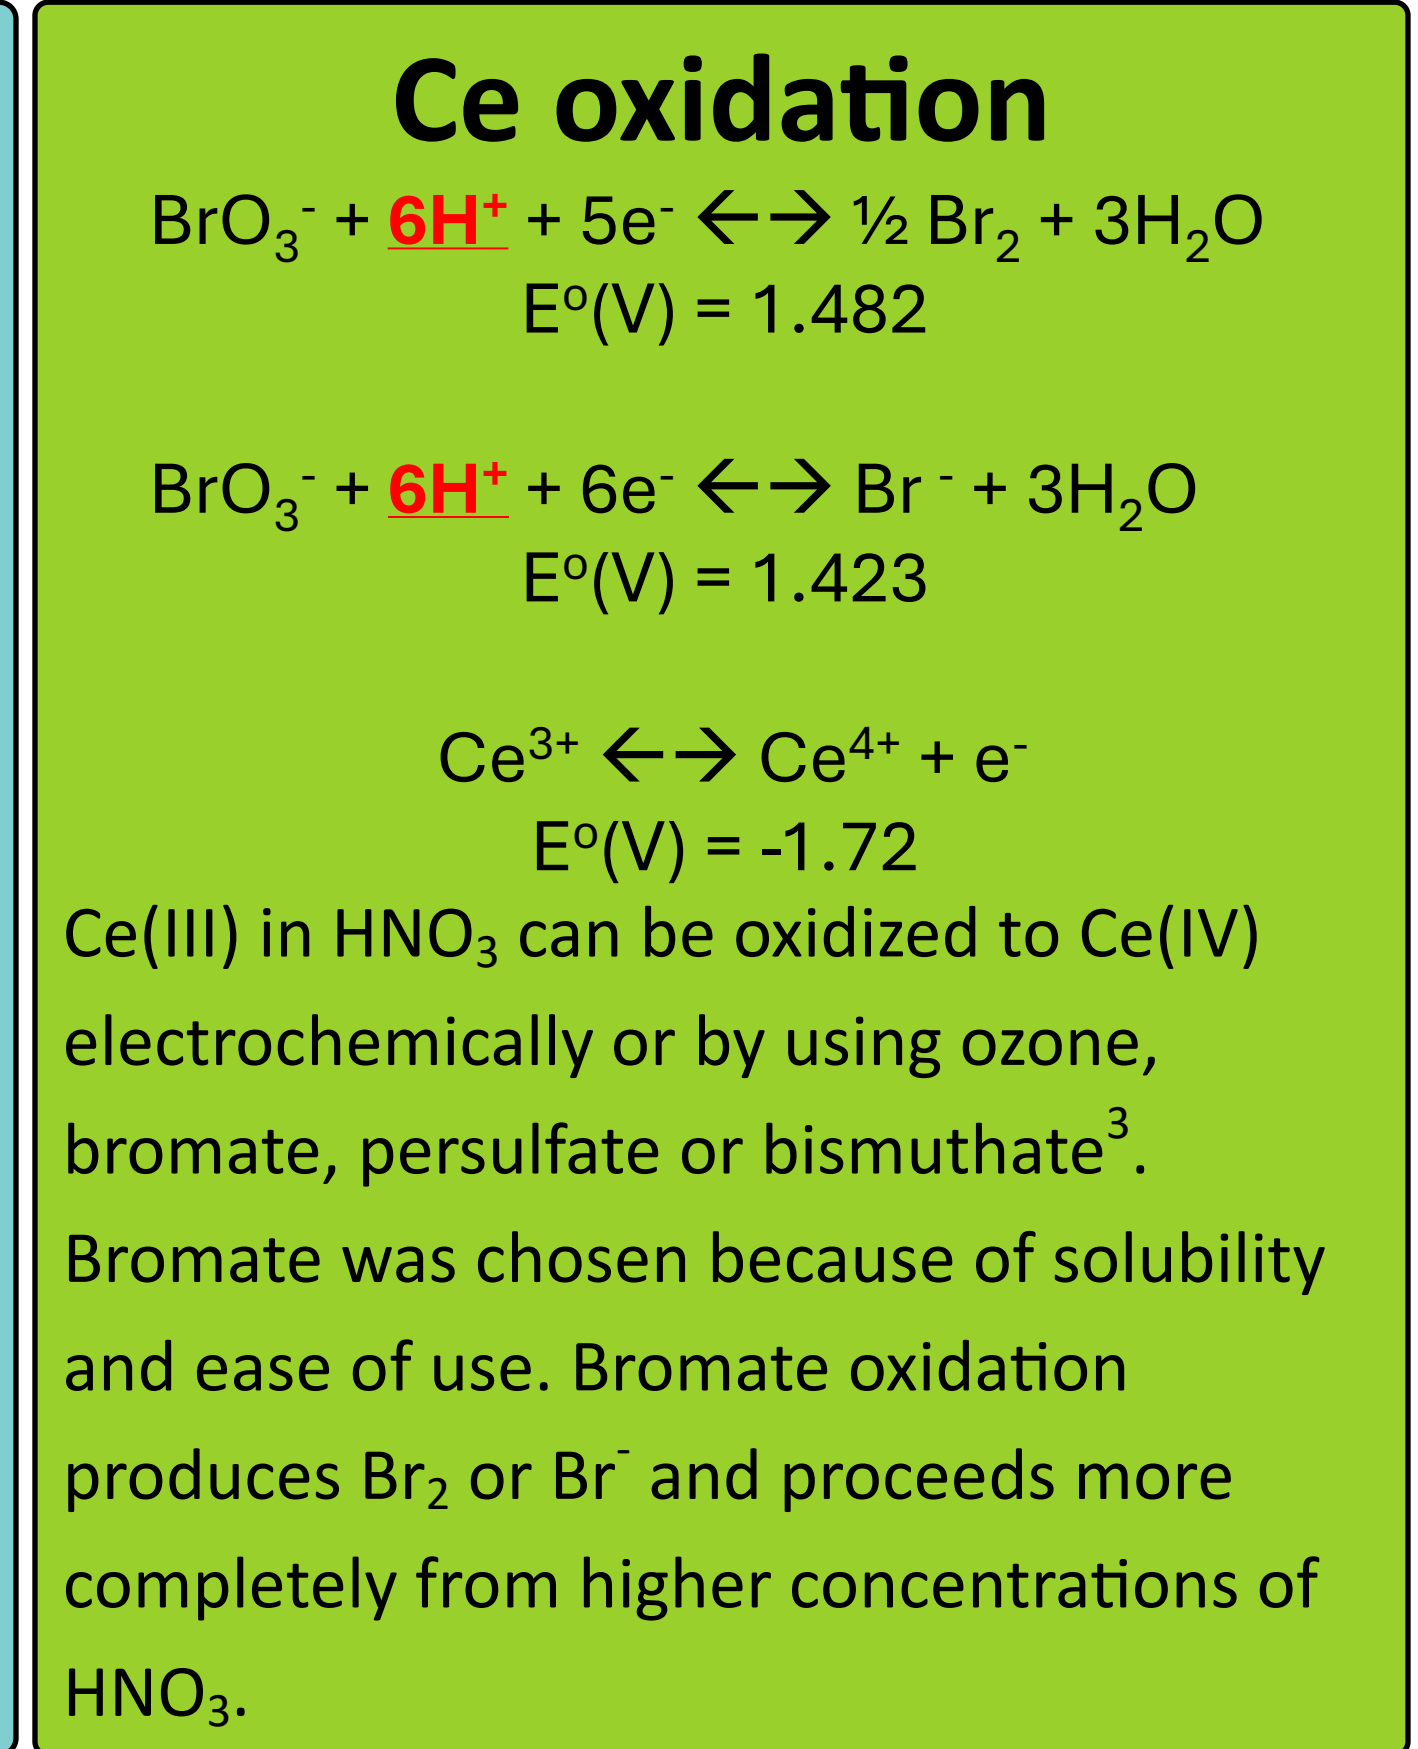 Ce oxidation
BrO₃⁻ + 6H⁺ + 5e⁻ ←→ ½ Br₂ + 3H₂O
Eº(V) = 1.482
BrO₃⁻ + 6H⁺ + 6e⁻ ←→ Br ⁻ + 3H₂O
Eº(V) = 1.423
Ce³⁺ ←→ Ce⁴⁺ + e⁻
Eº(V) = -1.72
Ce(III) in HNO₃ can be oxidized to Ce(IV)
electrochemically or by using ozone,
bromate, persulfate or bismuthate³.
Bromate was chosen because of solubility
and ease of use. Bromate oxidation
produces Br₂ or Br⁻ and proceeds more
completely from higher concentrations of
HNO₃.